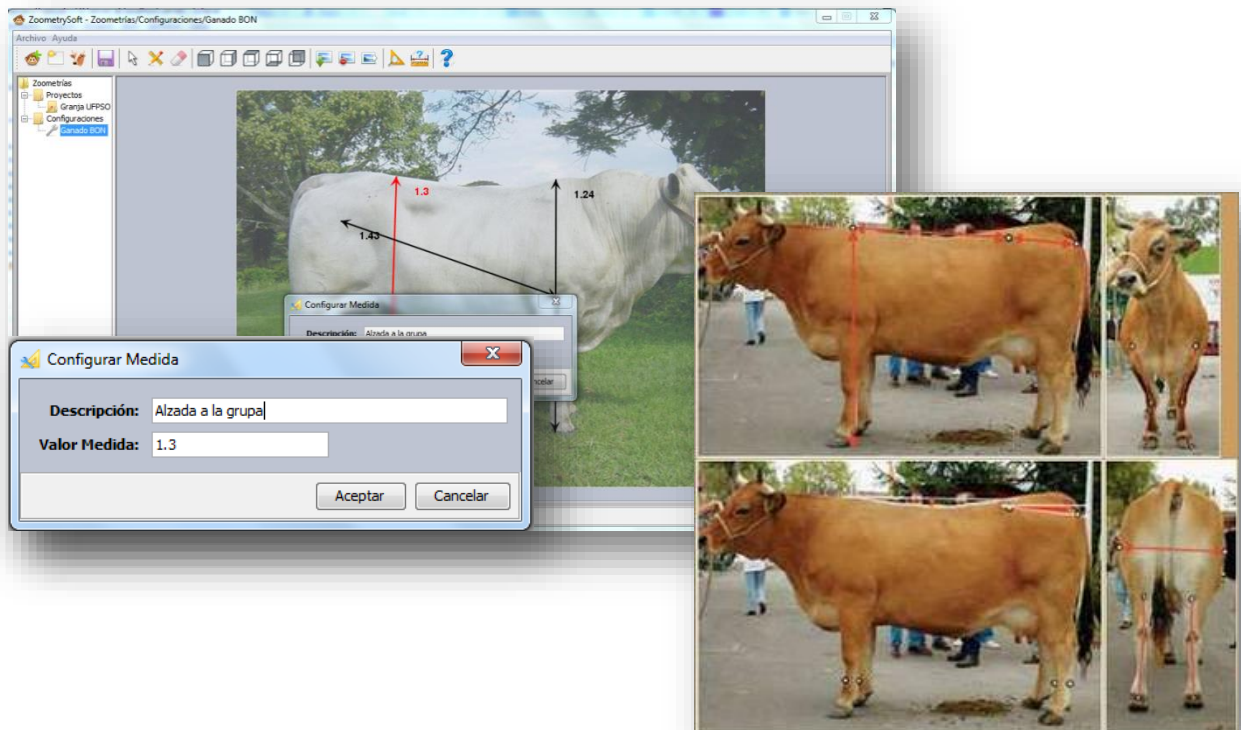 ZoometrySoft - Zoometrías/Configuraciones/Ganado BON
Archivo Ayuda
Zoometrías
Proyectos
Granja UFPSO
Configuraciones
Ganado BON
1.3
1.24
1.43
Configurar Medida
Descripción: Alzada a la grupa
ncelar
Configurar Medida
Descripción: Alzada a la grupa
Valor Medida: 1.3
Aceptar Cancelar